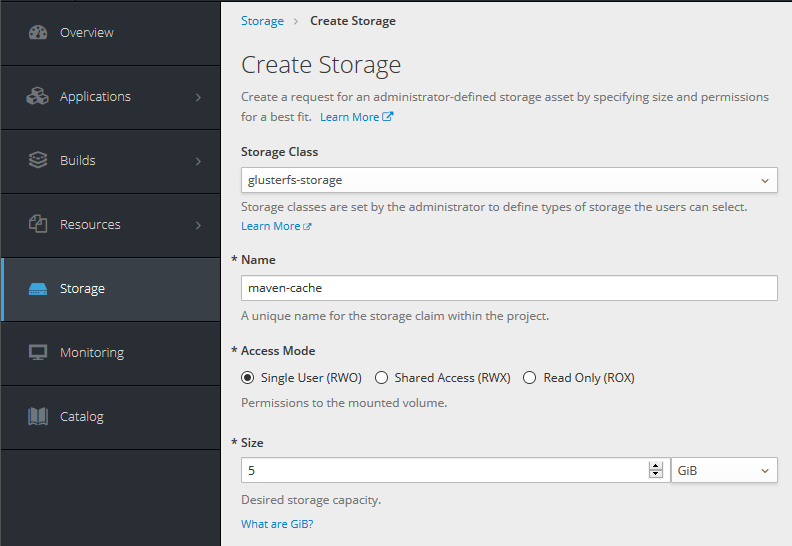 Overview
Applications
Builds
Resources
Storage
Monitoring
Catalog
Storage > Create Storage
Create Storage
Create a request for an administrator-defined storage asset by specifying size and permissions
for a best fit. Learn More
Storage Class
glusterfs-storage
Storage classes are set by the administrator to define types of storage the users can select.
Learn More
* Name
maven-cache
A unique name for the storage claim within the project.
* Access Mode
Single User (RWO) Shared Access (RWX) Read Only (ROX)
Permissions to the mounted volume.
* Size
5 GiB
Desired storage capacity.
What are GiB?